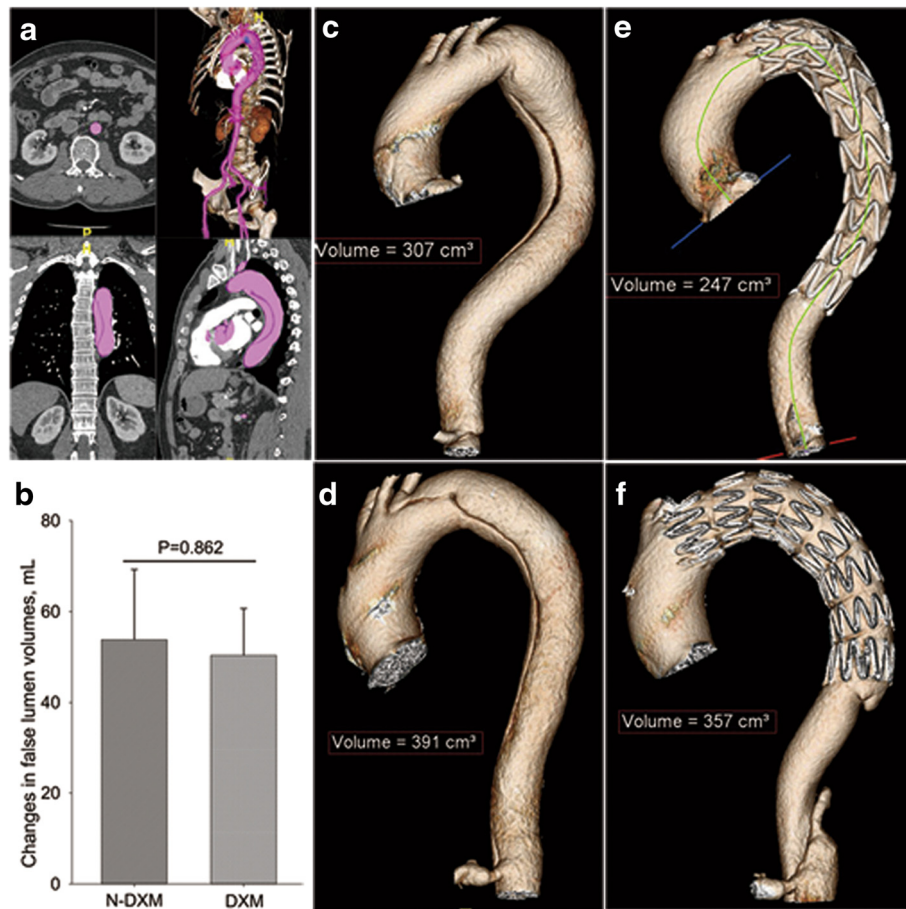 a
H
P
H
H
c
Volume = 307 cm³
e
Volume = 247 cm³
b
Changes in false lumen volumes, mL
80
60
40
20
0
P=0.862
N-DXM
DXM
d
Volume = 391 cm³
f
Volume = 357 cm³